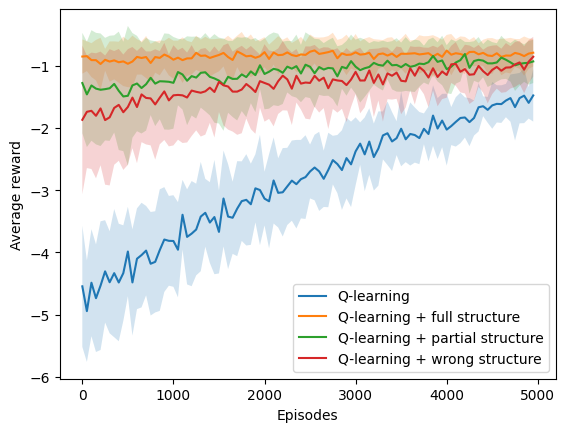 Average reward
−1
−2
−3
−4
−5
−6
0
1000
2000
3000
4000
5000
Episodes
Q-learning
Q-learning + full structure
Q-learning + partial structure
Q-learning + wrong structure